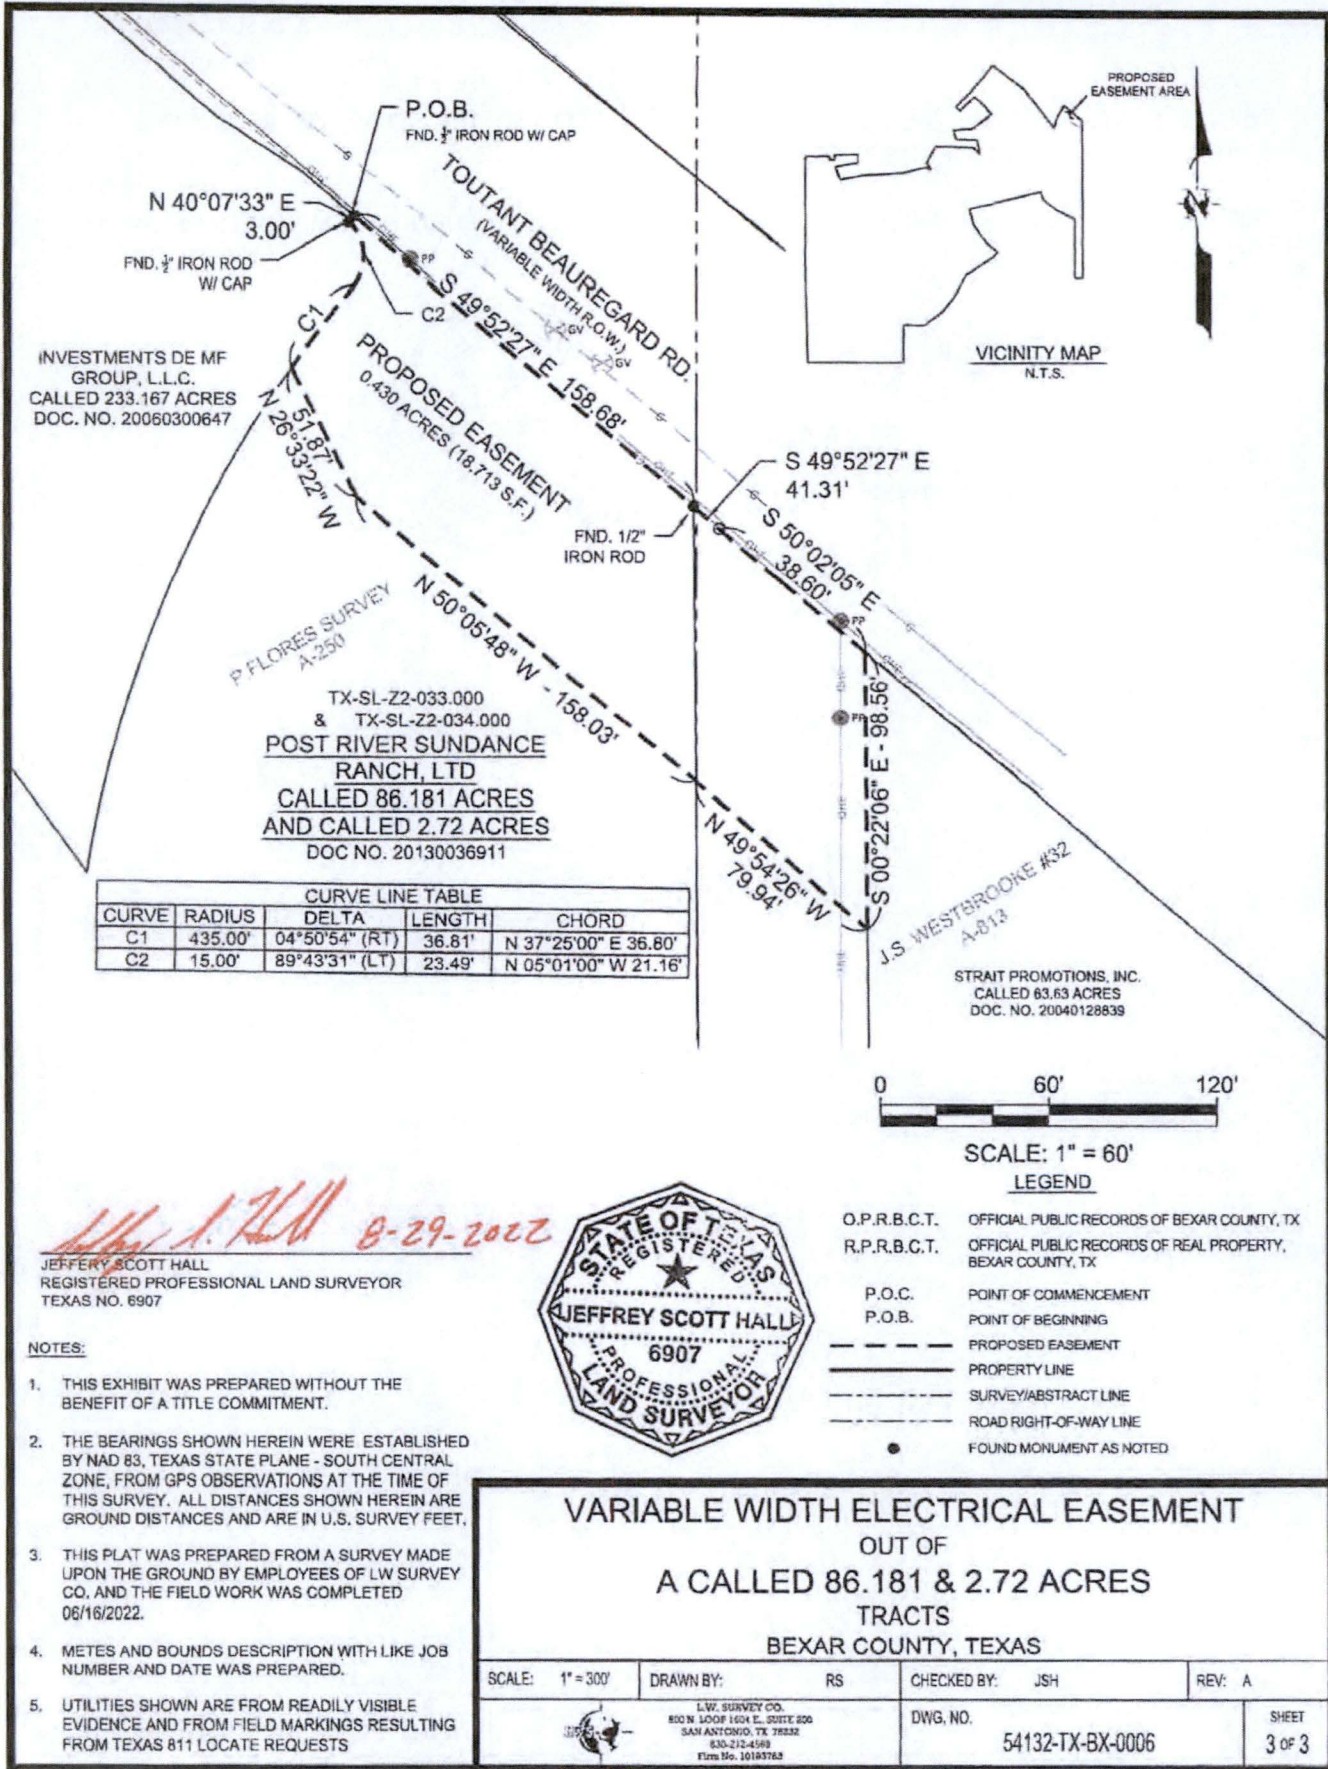 P.O.B.
FND. ½" IRON ROD W/ CAP
N 40°07'33" E
3.00'
FND. ½" IRON ROD
W/ CAP
C1
C2
PP
TOUTANT BEAUREGARD RD.
(VARIABLE WIDTH R.O.W.)
S 49°52'27" E 158.68'
GV
GV
PROPOSED
EASEMENT AREA
N
VICINITY MAP
N.T.S.
INVESTMENTS DE MF
GROUP, L.L.C.
CALLED 233.167 ACRES
DOC. NO. 20060300647
PROPOSED EASEMENT
0.430 ACRES (18,713 S.F.)
51.87'
N 26°33'22" W
S 49°52'27" E
41.31'
FND. 1/2"
IRON ROD
S 50°02'05" E
38.60'
PP
PP
P.FLORES SURVEY
A-250
N 50°05'48" W - 158.03'
S 00°22'06" E - 98.56'
N 49°54'26" W
79.94'
TX-SL-Z2-033.000
& TX-SL-Z2-034.000
POST RIVER SUNDANCE
RANCH, LTD
CALLED 86.181 ACRES
AND CALLED 2.72 ACRES
DOC NO. 20130036911
J.S. WESTBROOKE #32
A-813
STRAIT PROMOTIONS, INC.
CALLED 63.63 ACRES
DOC. NO. 20040128839
CURVE LINE TABLE
CURVE RADIUS DELTA LENGTH CHORD
C1 435.00' 04°50'54" (RT) 36.81' N 37°25'00" E 36.80'
C2 15.00' 89°43'31" (LT) 23.49' N 05°01'00" W 21.16'
0 60' 120'
SCALE: 1" = 60'
LEGEND
O.P.R.B.C.T. OFFICIAL PUBLIC RECORDS OF BEXAR COUNTY, TX
R.P.R.B.C.T. OFFICIAL PUBLIC RECORDS OF REAL PROPERTY,
BEXAR COUNTY, TX
P.O.C. POINT OF COMMENCEMENT
P.O.B. POINT OF BEGINNING
PROPOSED EASEMENT
PROPERTY LINE
SURVEY/ABSTRACT LINE
ROAD RIGHT-OF-WAY LINE
FOUND MONUMENT AS NOTED
8-29-2022
JEFFERY SCOTT HALL
REGISTERED PROFESSIONAL LAND SURVEYOR
TEXAS NO. 6907
STATE OF TEXAS
REGISTERED
JEFFREY SCOTT HALL
6907
PROFESSIONAL
LAND SURVEYOR
NOTES:
1. THIS EXHIBIT WAS PREPARED WITHOUT THE
BENEFIT OF A TITLE COMMITMENT.
2. THE BEARINGS SHOWN HEREIN WERE ESTABLISHED
BY NAD 83, TEXAS STATE PLANE - SOUTH CENTRAL
ZONE, FROM GPS OBSERVATIONS AT THE TIME OF
THIS SURVEY. ALL DISTANCES SHOWN HEREIN ARE
GROUND DISTANCES AND ARE IN U.S. SURVEY FEET.
3. THIS PLAT WAS PREPARED FROM A SURVEY MADE
UPON THE GROUND BY EMPLOYEES OF LW SURVEY
CO. AND THE FIELD WORK WAS COMPLETED
06/16/2022.
4. METES AND BOUNDS DESCRIPTION WITH LIKE JOB
NUMBER AND DATE WAS PREPARED.
5. UTILITIES SHOWN ARE FROM READILY VISIBLE
EVIDENCE AND FROM FIELD MARKINGS RESULTING
FROM TEXAS 811 LOCATE REQUESTS
VARIABLE WIDTH ELECTRICAL EASEMENT
OUT OF
A CALLED 86.181 & 2.72 ACRES
TRACTS
BEXAR COUNTY, TEXAS
SCALE: 1" = 300' DRAWN BY: RS CHECKED BY: JSH REV: A
L.W. SURVEY CO.
800 N. LOOP 1604 E., SUITE 200
SAN ANTONIO, TX 78232
Firm No.
DWG. NO.
54132-TX-BX-0006
SHEET
3 OF 3